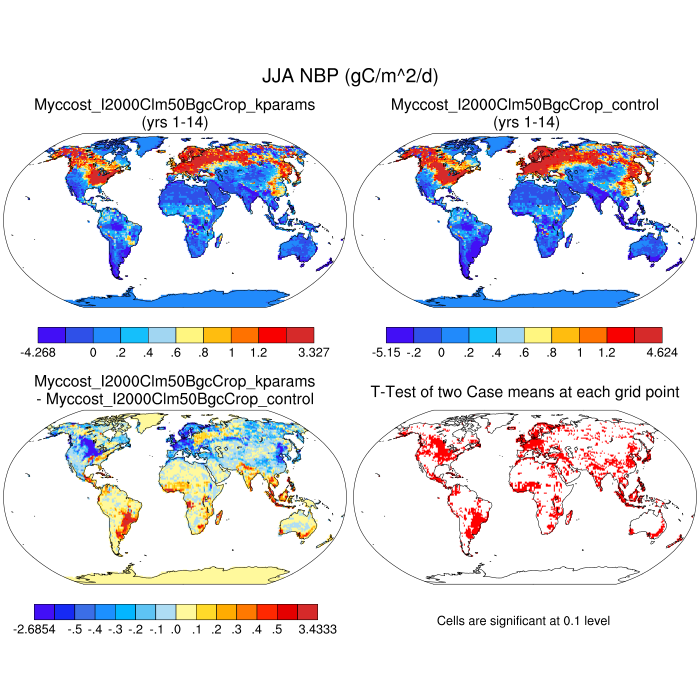 JJA NBP (gC/m^2/d)
Myccost_I2000Clm50BgcCrop_kparams
(yrs 1-14)
Myccost_I2000Clm50BgcCrop_control
(yrs 1-14)
-4.268 0 .2 .4 .6 .8 1 1.2 3.327
-5.15 -.2 0 .2 .4 .6 .8 1 1.2 4.624
Myccost_I2000Clm50BgcCrop_kparams
- Myccost_I2000Clm50BgcCrop_control
T-Test of two Case means at each grid point
-2.6854 -.5 -.4 -.3 -.2 -.1 .0 .1 .2 .3 .4 .5 3.4333
Cells are significant at 0.1 level